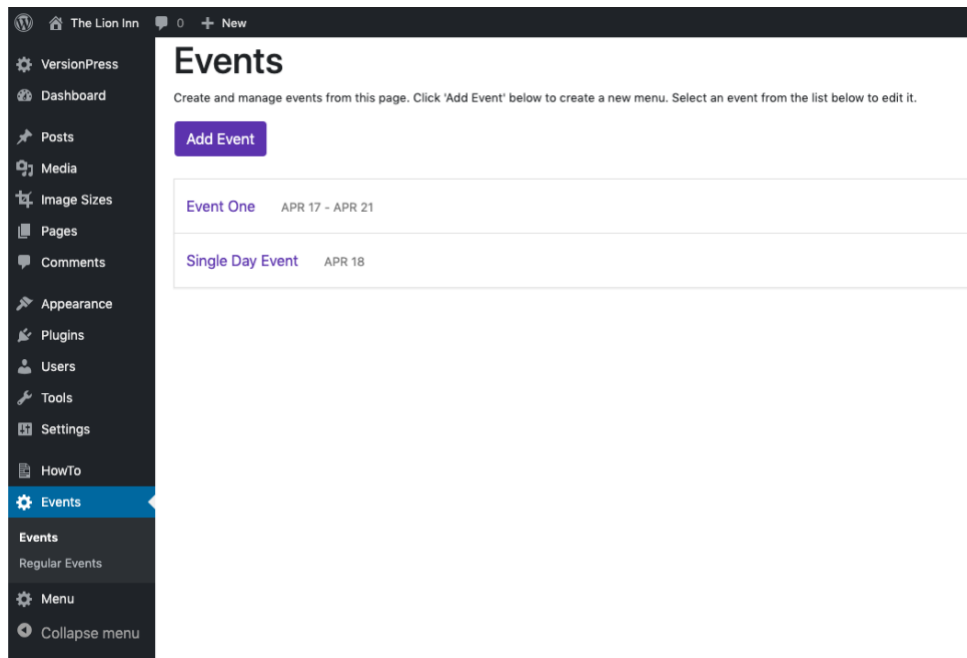 The Lion Inn 0 New
VersionPress
Dashboard
Posts
Media
Image Sizes
Pages
Comments
Appearance
Plugins
Users
Tools
Settings
HowTo
Events
Events
Regular Events
Menu
Collapse menu
Events
Create and manage events from this page. Click 'Add Event' below to create a new menu. Select an event from the list below to edit it.
Add Event
Event One APR 17 - APR 21
Single Day Event APR 18